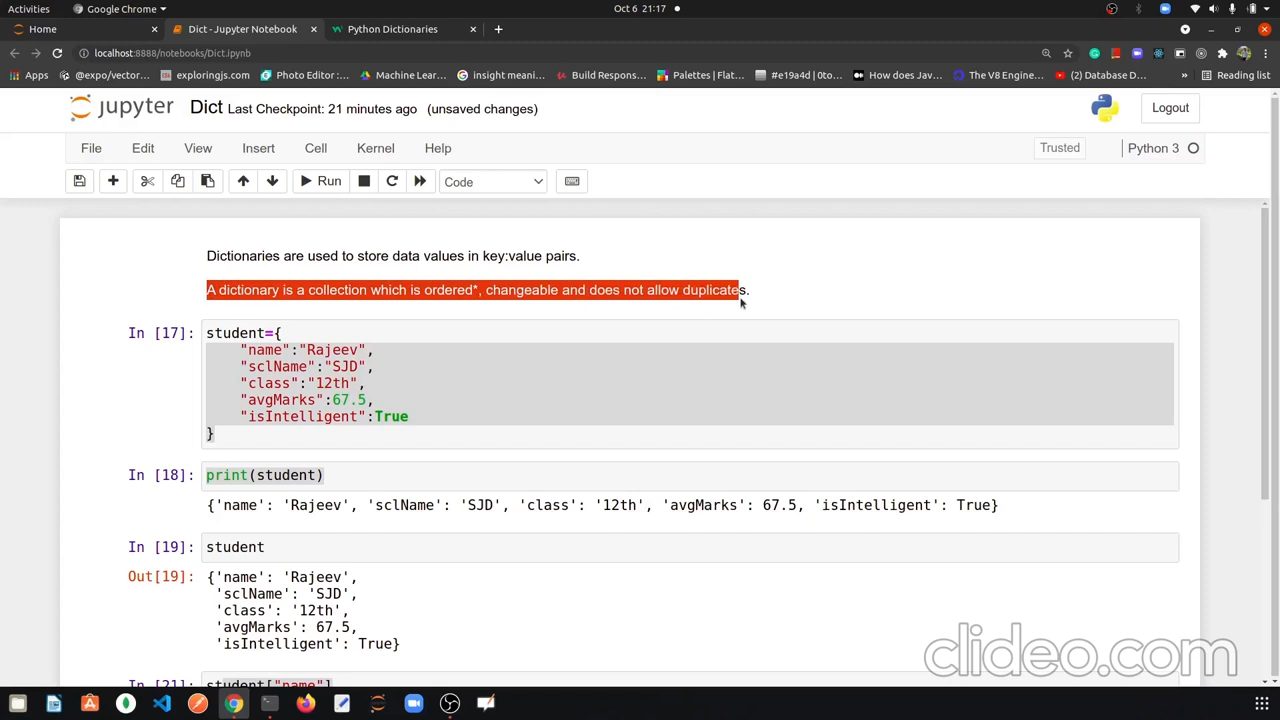 Activities
Google Chrome
Oct 6 21:17
Home
Dict - Jupyter Notebook
Python Dictionaries
localhost:8888/notebooks/Dict.ipynb
Apps
@expo/vector...
exploringjs.com
Photo Editor :...
Machine Lear...
insight meani...
Build Respons...
Palettes | Flat...
#e19a4d | 0to...
How does Jav...
The V8 Engine...
(2) Database D...
»
Reading list
jupyter Dict Last Checkpoint: 21 minutes ago (unsaved changes)
Logout
File Edit View Insert Cell Kernel Help
Trusted
Python 3
Run
Code
Dictionaries are used to store data values in key:value pairs.
A dictionary is a collection which is ordered*, changeable and does not allow duplicates.
In [17]: student={
"name":"Rajeev",
"sclName":"SJD",
"class":"12th",
"avgMarks":67.5,
"isIntelligent":True
}
In [18]: print(student)
{'name': 'Rajeev', 'sclName': 'SJD', 'class': '12th', 'avgMarks': 67.5, 'isIntelligent': True}
In [19]: student
Out[19]: {'name': 'Rajeev',
'sclName': 'SJD',
'class': '12th',
'avgMarks': 67.5,
'isIntelligent': True}
clideo.com
In [21]: student["name"]